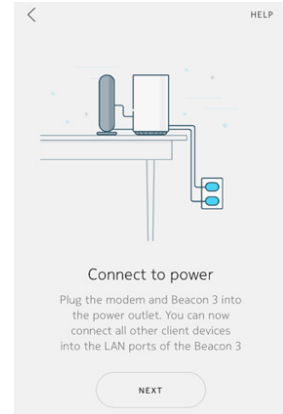 HELP
Connect to power
Plug the modem and Beacon 3 into
the power outlet. You can now
connect all other client devices
into the LAN ports of the Beacon 3
NEXT